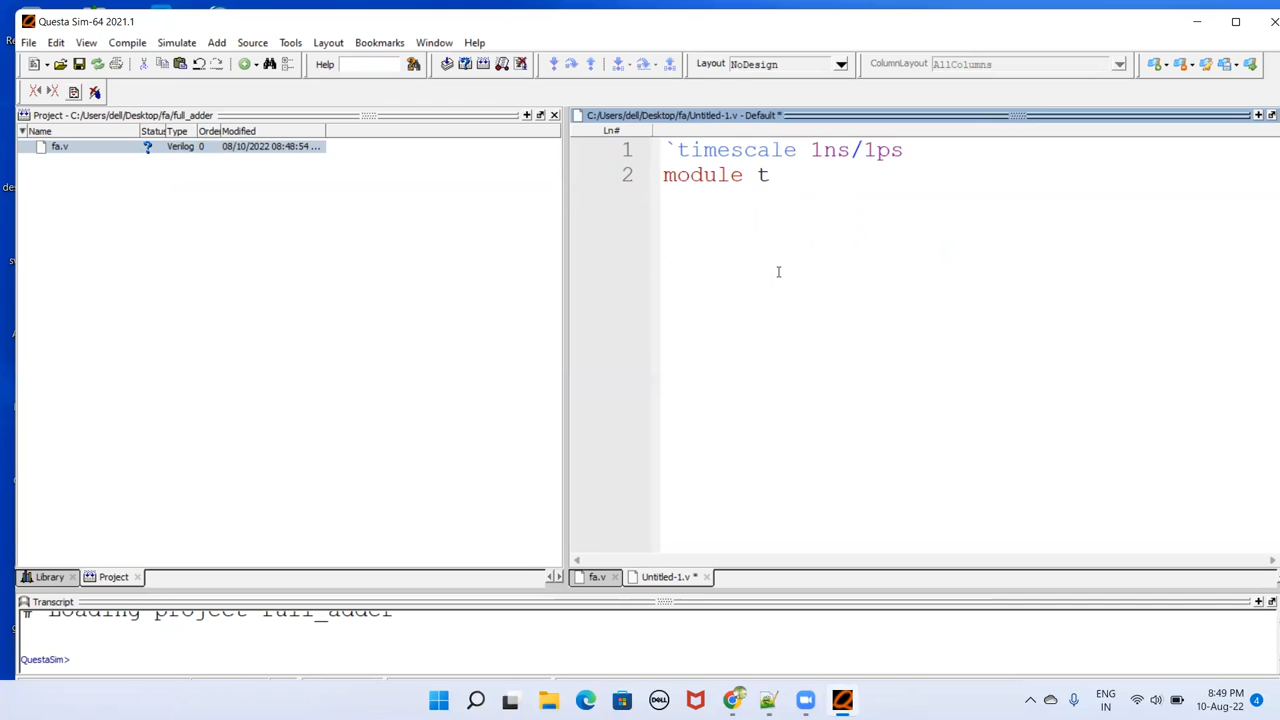 Questa Sim-64 2021.1
File Edit View Compile Simulate Add Source Tools Layout Bookmarks Window Help
Help Layout NoDesign ColumnLayout AllColumns
Project - C:/Users/dell/Desktop/fa/full_adder
C:/Users/dell/Desktop/fa/Untitled-1.v - Default *
Name Status Type Order Modified
Ln#
fa.v ? Verilog 0 08/10/2022 08:48:54 ...
1 `timescale 1ns/1ps
2 module t
Library Project
fa.v Untitled-1.v *
Transcript
# Loading project full_adder
QuestaSim>
ENG
IN
:49 PM
10-Aug-22
4
DELL